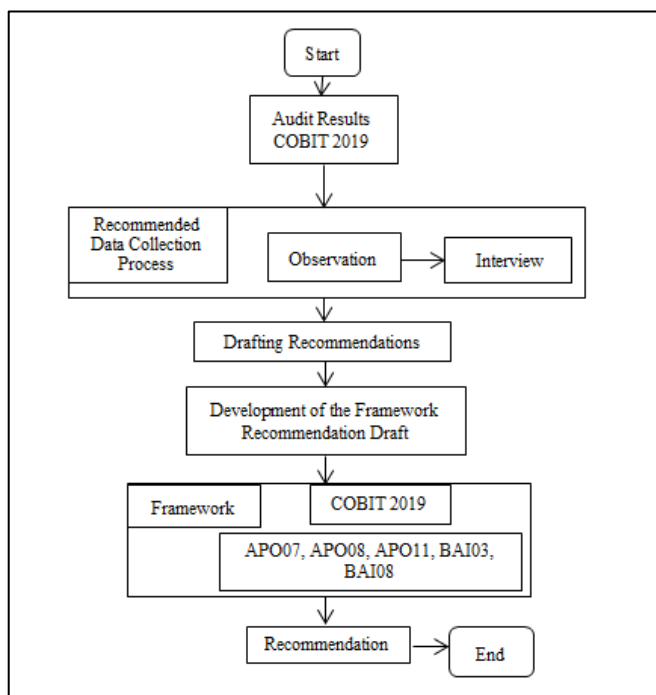 Start
Audit Results
COBIT 2019
Recommended
Data Collection
Process
Observation
Interview
Drafting Recommendations
Development of the Framework
Recommendation Draft
Framework
COBIT 2019
APO07, APO08, APO11, BAI03,
BAI08
Recommendation
End